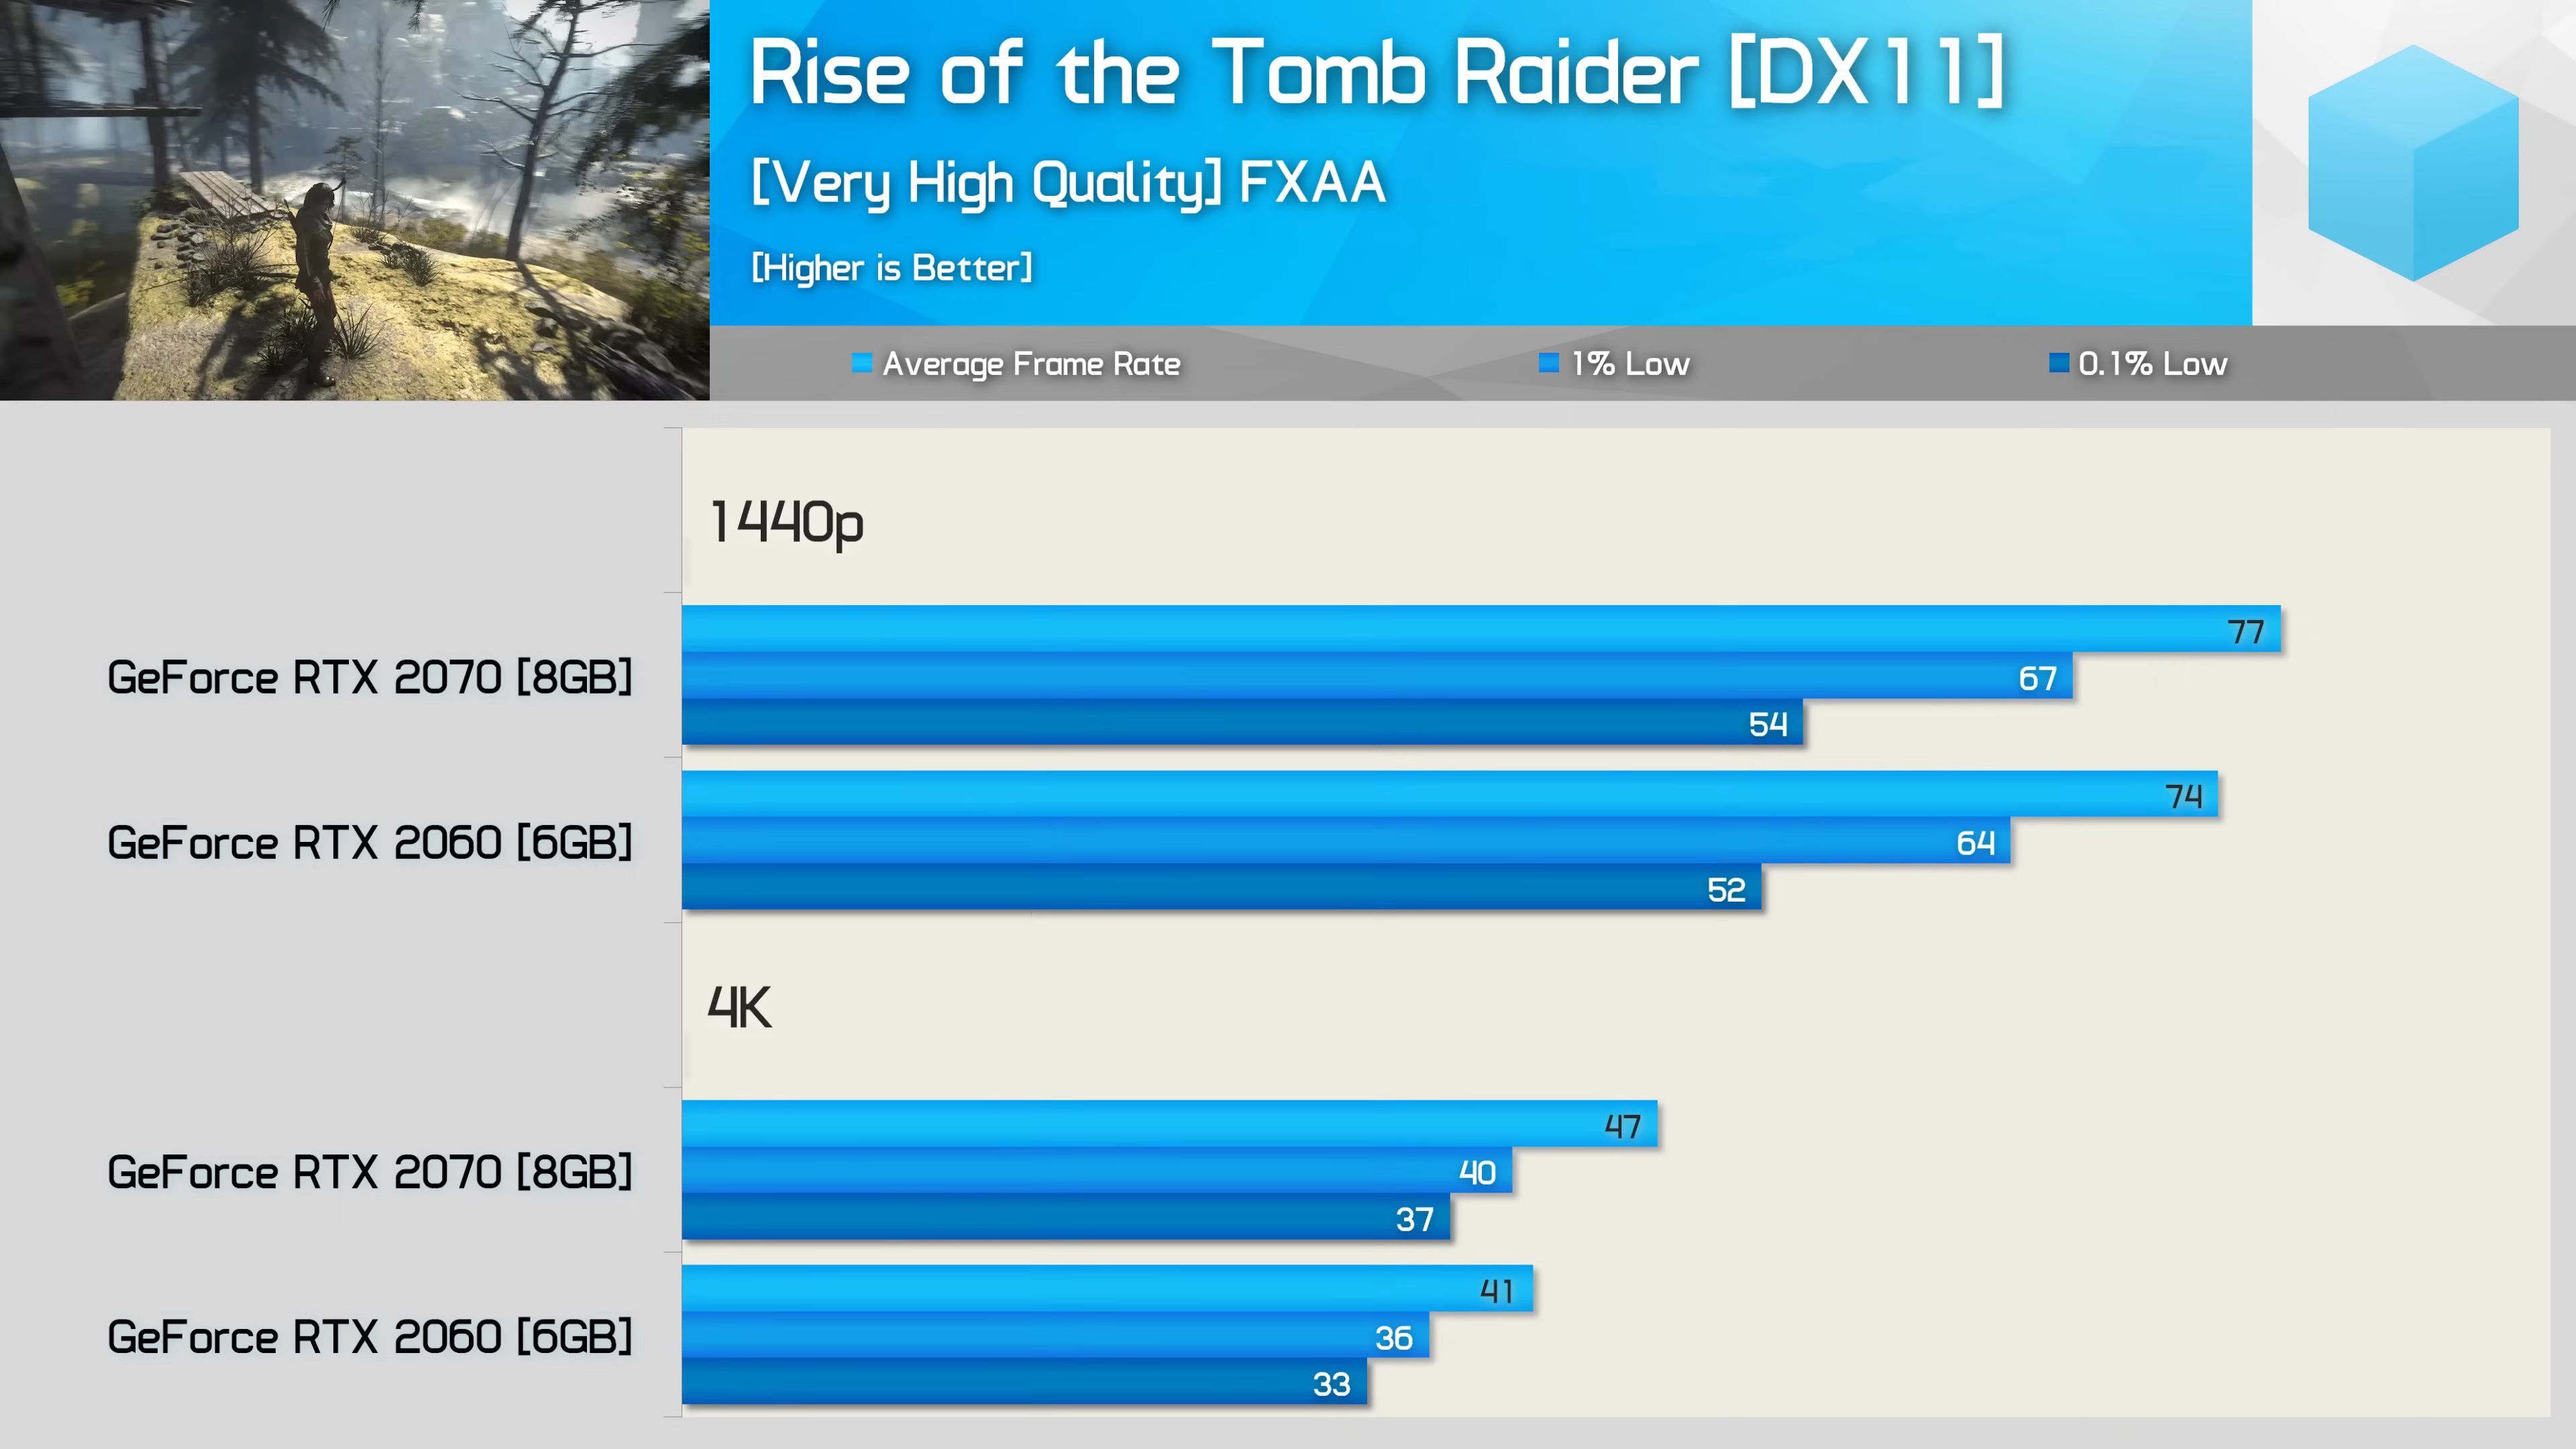 Rise of the Tomb Raider [DX11]
[Very High Quality] FXAA
[Higher is Better]
Average Frame Rate 1% Low 0.1% Low
1440p
GeForce RTX 2070 [8GB]
77
67
54
GeForce RTX 2060 [6GB]
74
64
52
4K
GeForce RTX 2070 [8GB]
47
40
37
GeForce RTX 2060 [6GB]
41
36
33